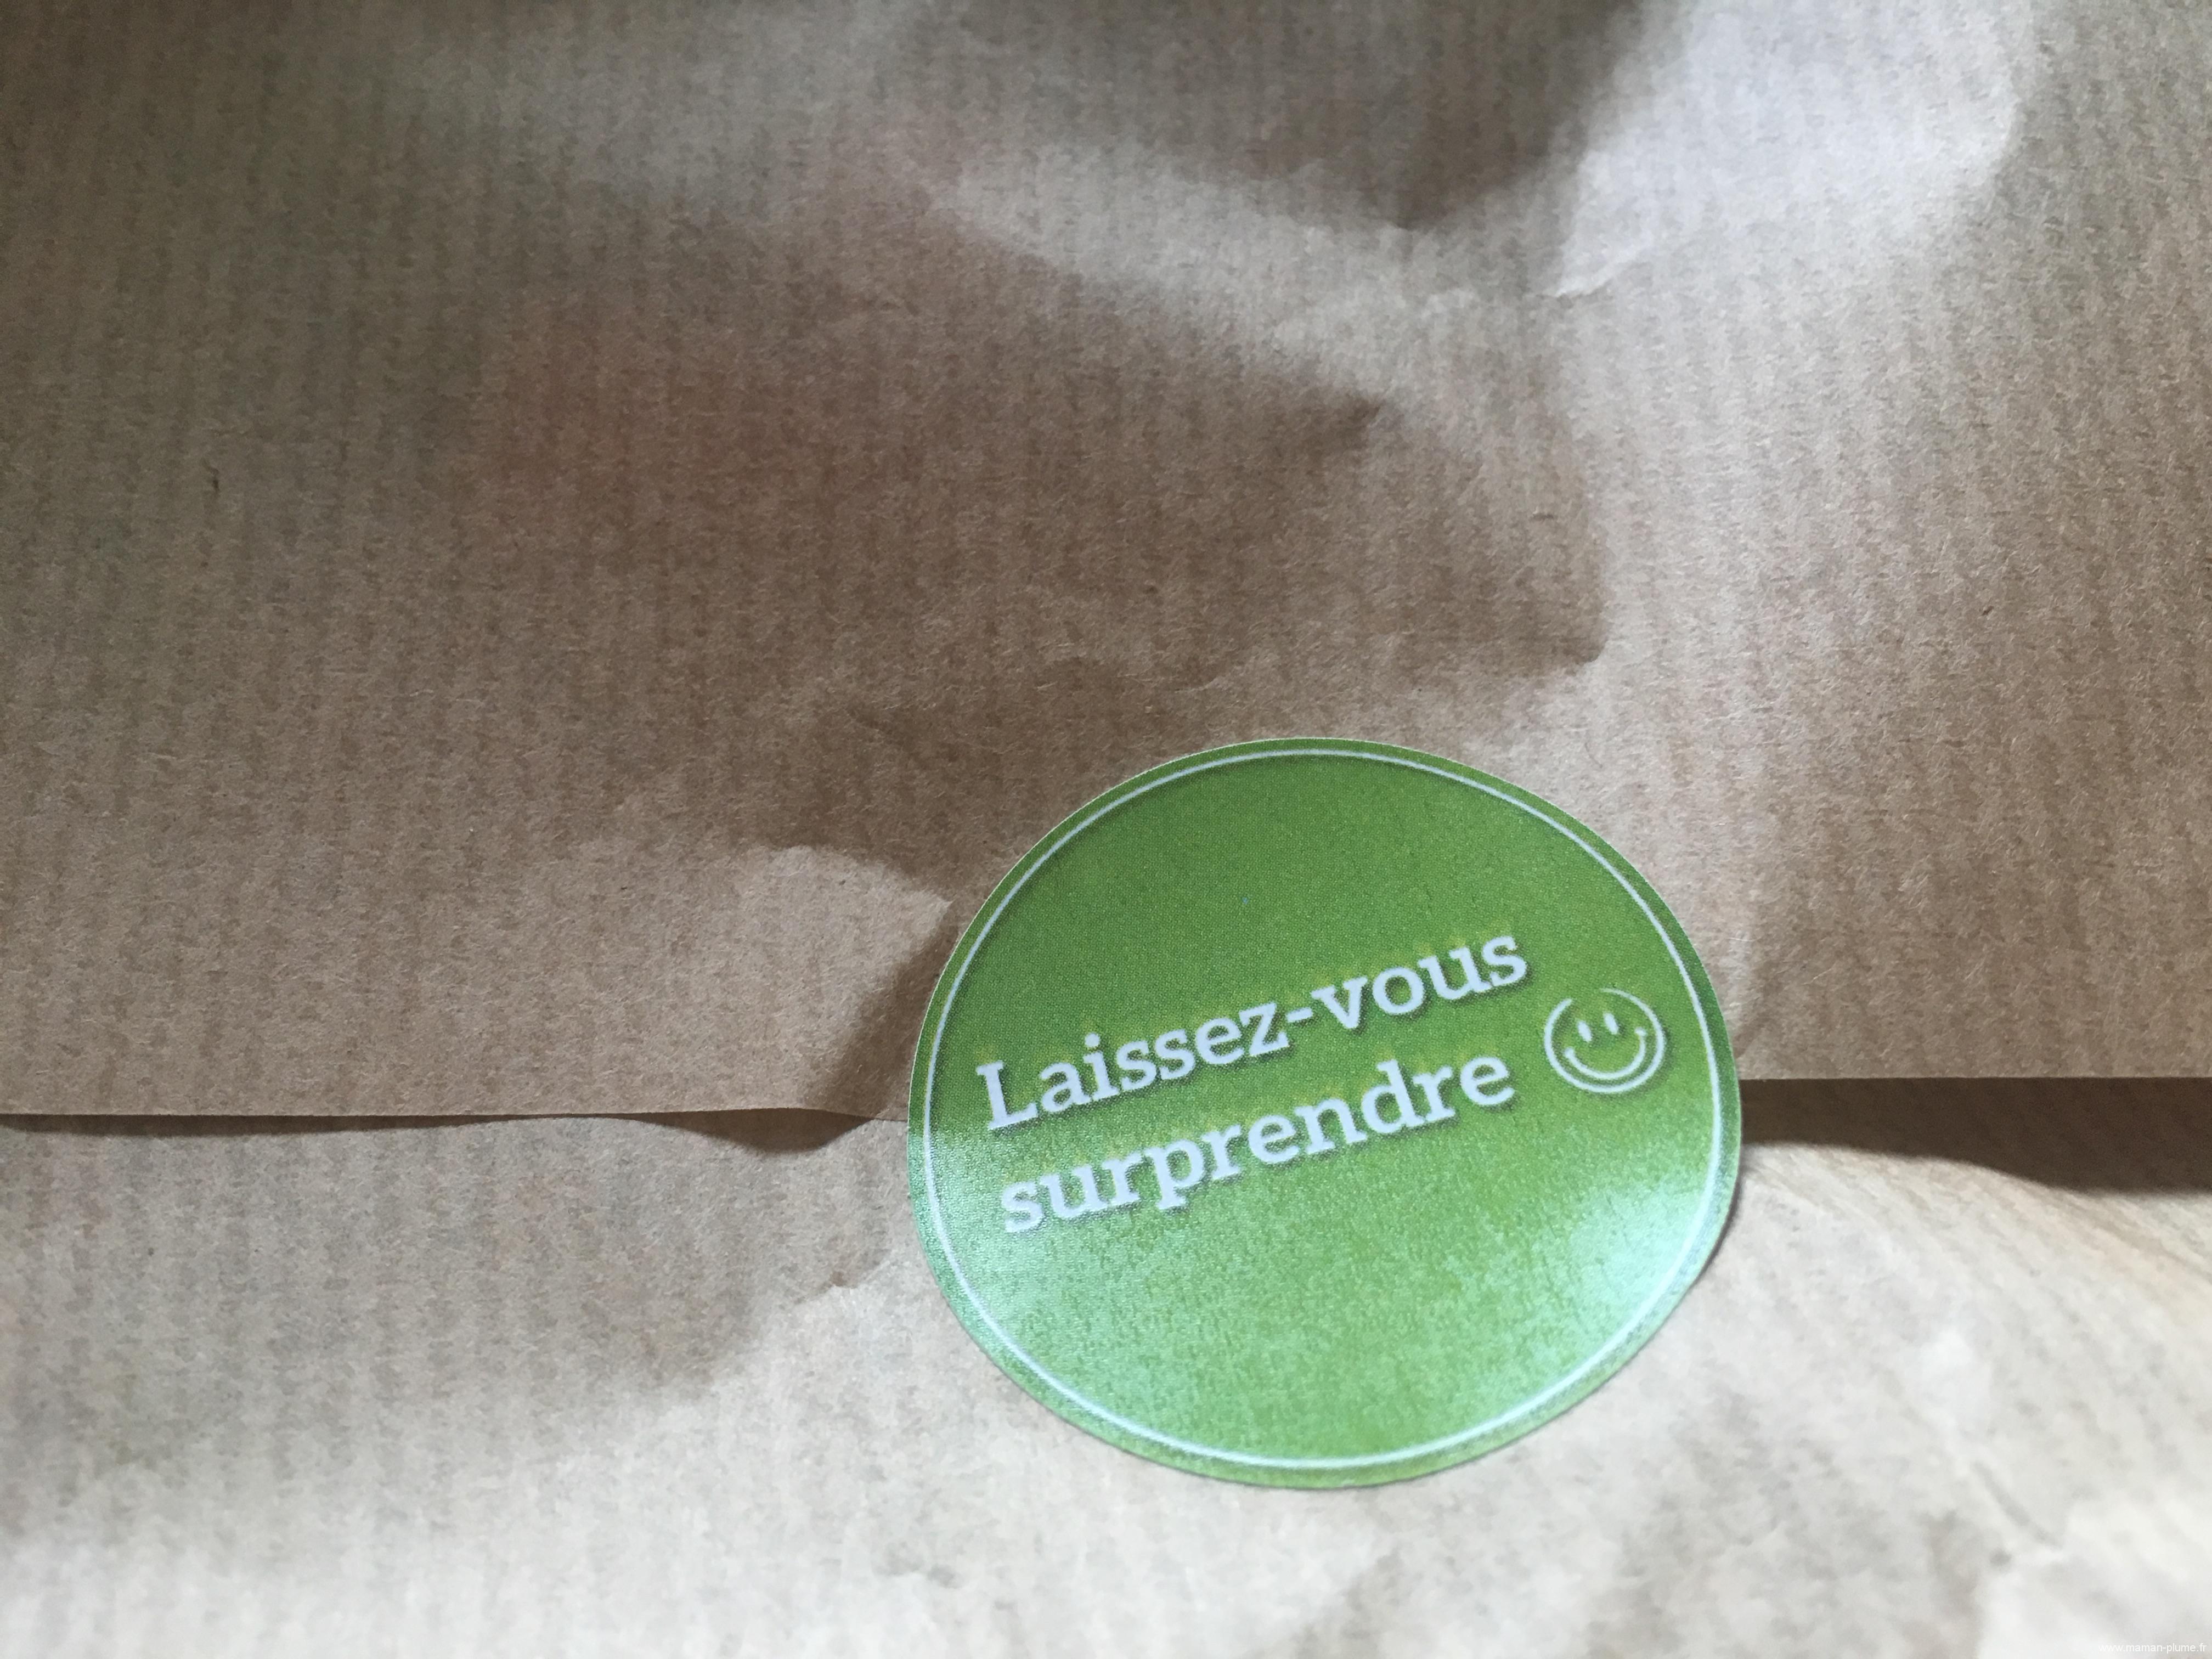 Laissez-vous
surprendre
www.maman-plume.fr